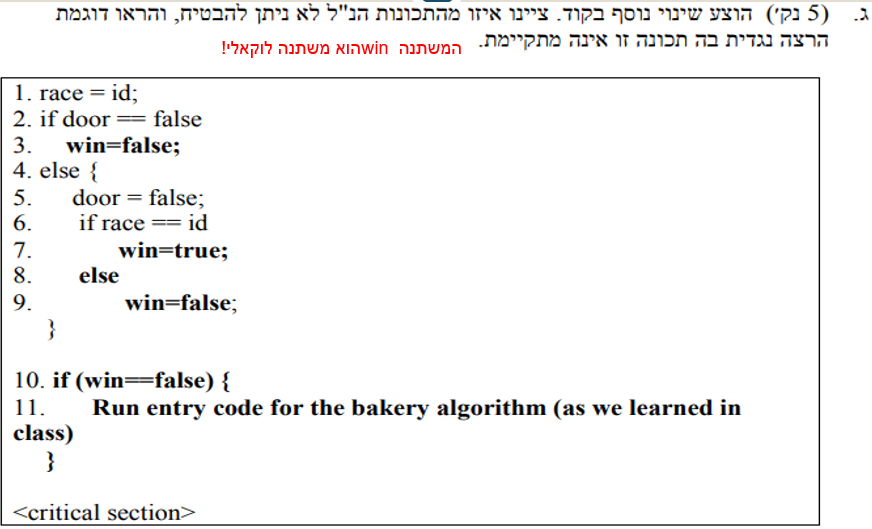 ג. (5 נק') הוצע שינוי נוסף בקוד. ציינו איזו מהתכונות הנ"ל לא ניתן להבטיח, והראו דוגמת
הרצה נגדית בה תכונה זו אינה מתקיימת. המשתנה winהוא משתנה לוקאלי!
1. race = id;
2. if door == false
3. win=false;
4. else {
5. door = false;
6. if race == id
7. win=true;
8. else
9. win=false;
}
10. if (win==false) {
11. Run entry code for the bakery algorithm (as we learned in
class)
}
<critical section>